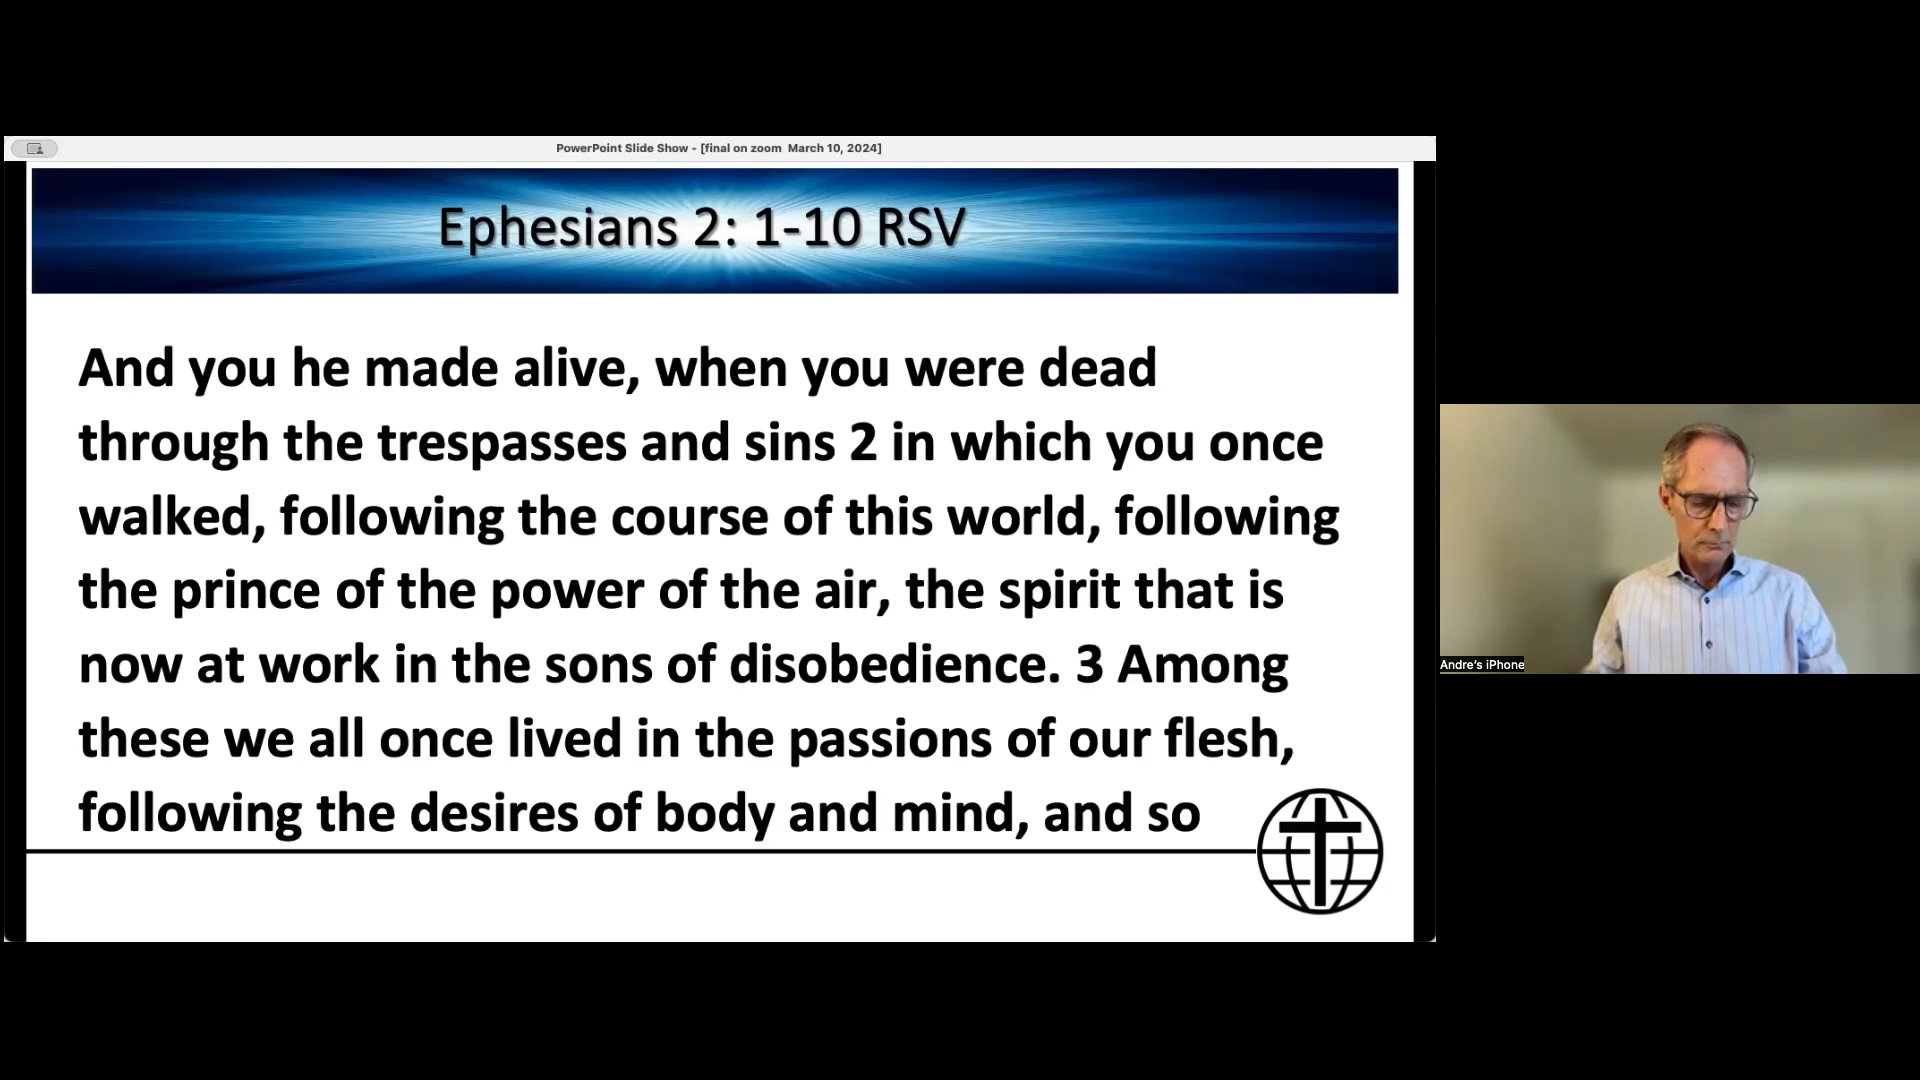 PowerPoint Slide Show - [final on zoom  March 10, 2024]
Ephesians 2: 1-10 RSV
And you he made alive, when you were dead
through the trespasses and sins 2 in which you once
walked, following the course of this world, following
the prince of the power of the air, the spirit that is
now at work in the sons of disobedience. 3 Among
these we all once lived in the passions of our flesh,
following the desires of body and mind, and so
Andre’s iPhone